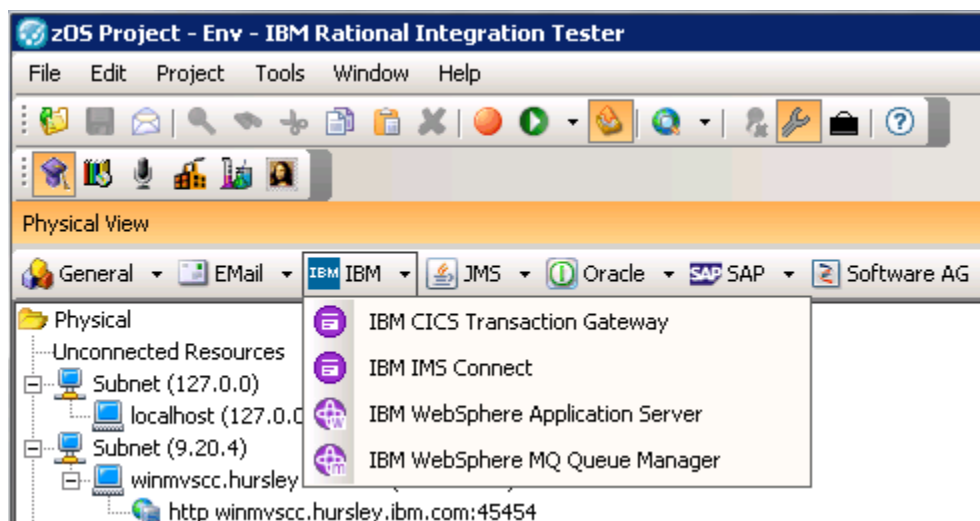 zOS Project - Env - IBM Rational Integration Tester
File Edit Project Tools Window Help
Physical View
General EMail IBM IBM JMS Oracle SAP SAP Software AG
Physical
IBM CICS Transaction Gateway
Unconnected Resources
Subnet (127.0.0)
IBM IMS Connect
localhost (127.0.0
IBM WebSphere Application Server
Subnet (9.20.4)
IBM WebSphere MQ Queue Manager
winmvscc.hursley
http winmvscc.hursley.ibm.com:45454